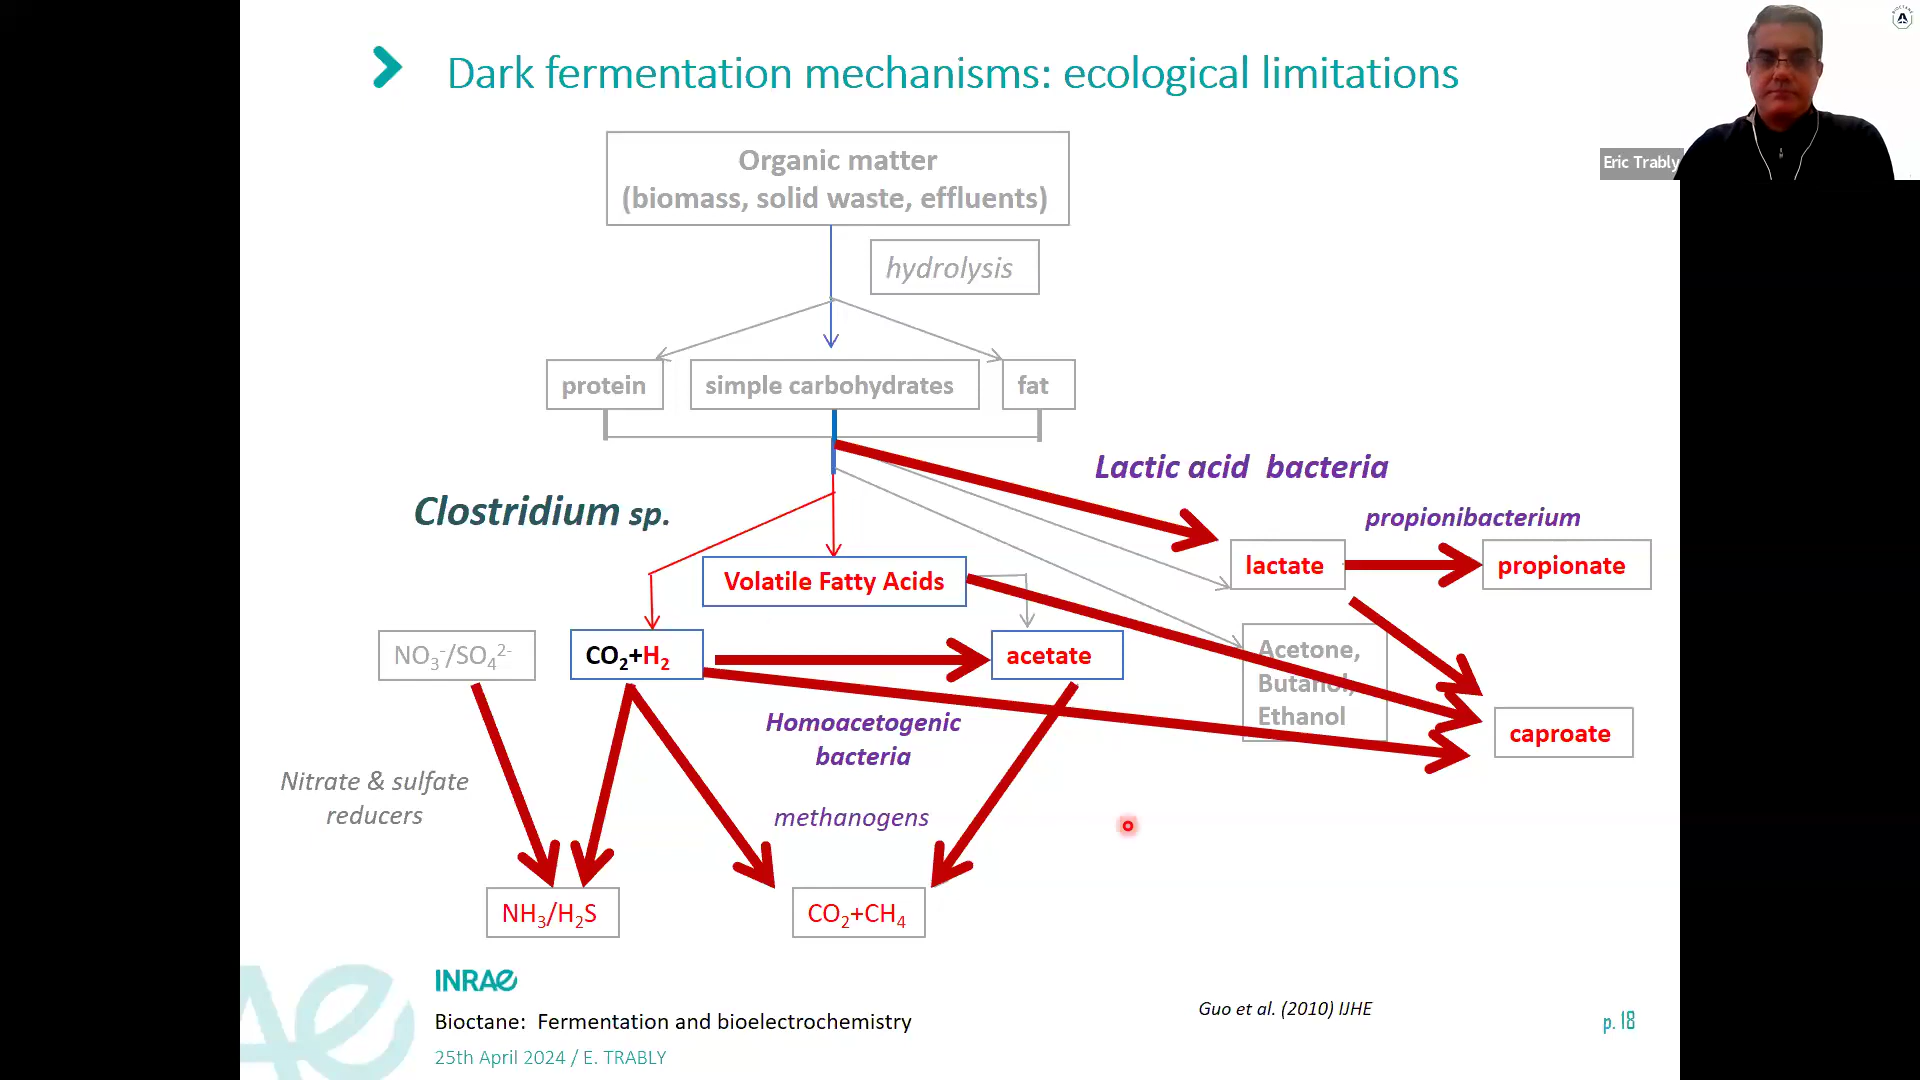 Dark fermentation mechanisms: ecological limitations
Eric Trably
Organic matter
(biomass, solid waste, effluents)
hydrolysis
protein
simple carbohydrates
fat
Lactic acid bacteria
Clostridium sp.
propionibacterium
lactate
propionate
Volatile Fatty Acids
NO₃⁻/SO₄²⁻
CO₂+H₂
acetate
Acetone,
Butanol,
Ethanol
caproate
Homoacetogenic
bacteria
Nitrate & sulfate
reducers
methanogens
NH₃/H₂S
CO₂+CH₄
INRAE
Bioctane: Fermentation and bioelectrochemistry
25th April 2024 / E. TRABLY
Guo et al. (2010) IJHE
p. 18